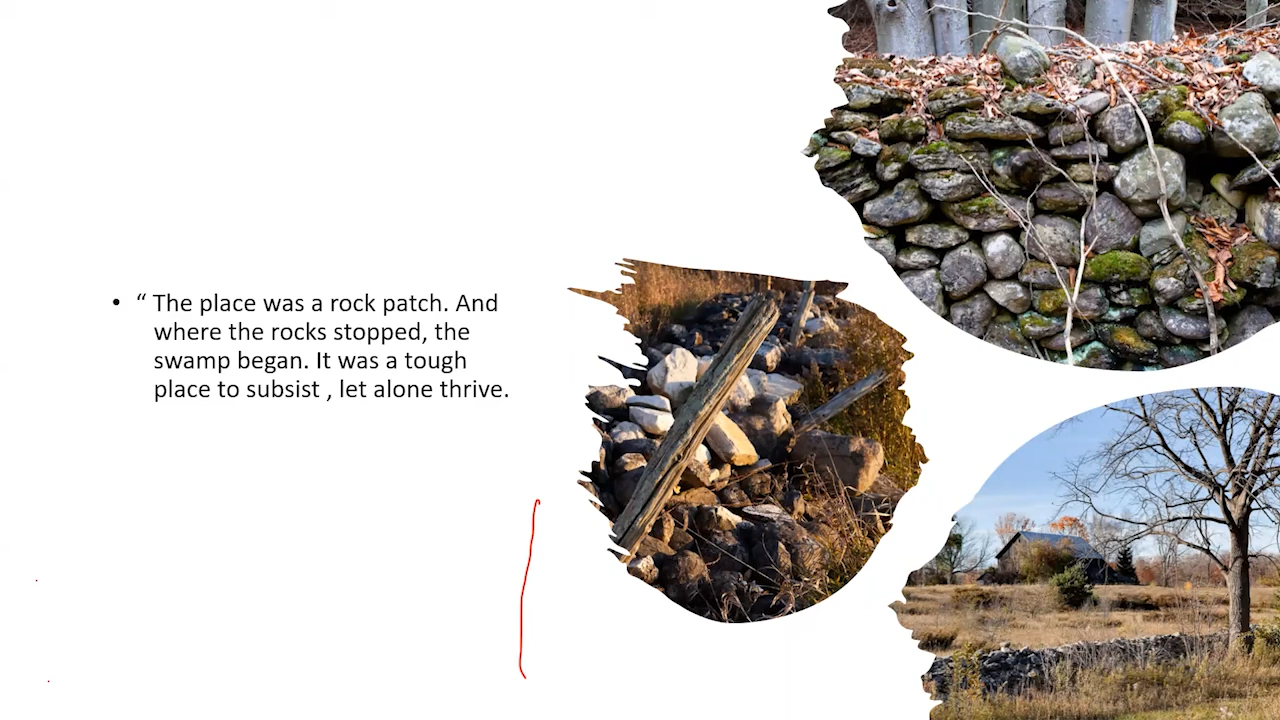 • “ The place was a rock patch. And
where the rocks stopped, the
swamp began. It was a tough
place to subsist , let alone thrive.